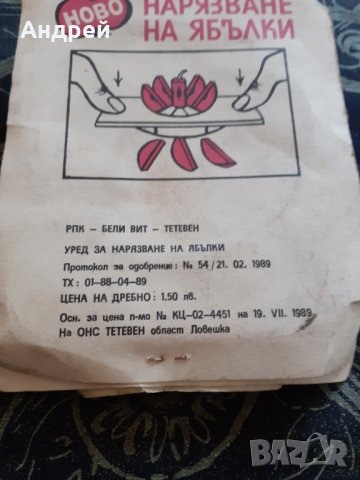 Андрей
НОВО
НАРЯЗВАНЕ
НА ЯБЪЛКИ
РПК – БЕЛИ ВИТ – ТЕТЕВЕН
УРЕД ЗА НАРЯЗВАНЕ НА ЯБЪЛКИ
Протокол за одобрение: № 54/21. 02. 1989
ТХ: 01-88-04-89
ЦЕНА НА ДРЕБНО: 1.50 лв.
Осн. за цена п-мо № КЦ-02-4451 на 19. VII. 1989
На ОНС ТЕТЕВЕН област Ловешка
BAZAR